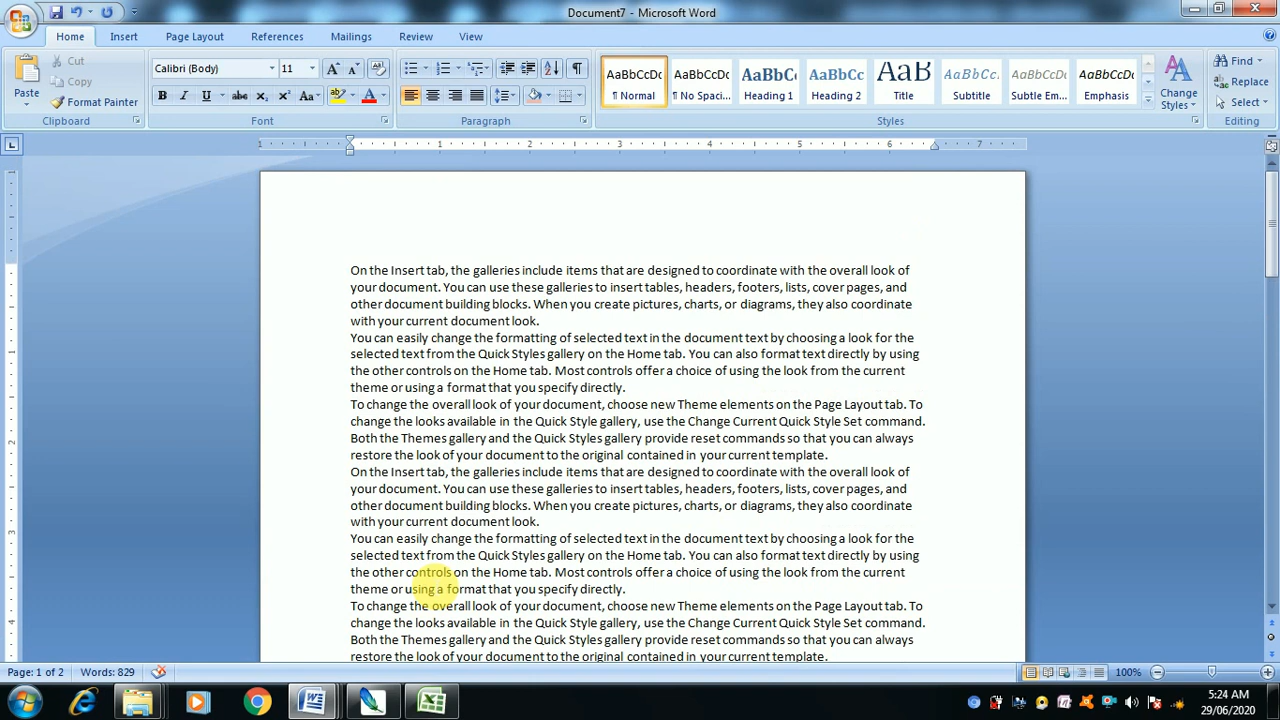 Document7 - Microsoft Word
Home Insert Page Layout References Mailings Review View
Cut
Copy
Format Painter
Paste
Clipboard
Calibri (Body) 11
Font
Paragraph
AaBbCcDc AaBbCcDc AaBbC‹ AaBbCc AaB AaBbCc. AaBbCcDc AaBbCcDc
¶ Normal ¶ No Spaci... Heading 1 Heading 2 Title Subtitle Subtle Em... Emphasis
Change Styles
Styles
Find
Replace
Select
Editing
1 1 2 3 4 5 6 7
On the Insert tab, the galleries include items that are designed to coordinate with the overall look of
your document. You can use these galleries to insert tables, headers, footers, lists, cover pages, and
other document building blocks. When you create pictures, charts, or diagrams, they also coordinate
with your current document look.
You can easily change the formatting of selected text in the document text by choosing a look for the
selected text from the Quick Styles gallery on the Home tab. You can also format text directly by using
the other controls on the Home tab. Most controls offer a choice of using the look from the current
theme or using a format that you specify directly.
To change the overall look of your document, choose new Theme elements on the Page Layout tab. To
change the looks available in the Quick Style gallery, use the Change Current Quick Style Set command.
Both the Themes gallery and the Quick Styles gallery provide reset commands so that you can always
restore the look of your document to the original contained in your current template.
On the Insert tab, the galleries include items that are designed to coordinate with the overall look of
your document. You can use these galleries to insert tables, headers, footers, lists, cover pages, and
other document building blocks. When you create pictures, charts, or diagrams, they also coordinate
with your current document look.
You can easily change the formatting of selected text in the document text by choosing a look for the
selected text from the Quick Styles gallery on the Home tab. You can also format text directly by using
the other controls on the Home tab. Most controls offer a choice of using the look from the current
theme or using a format that you specify directly.
To change the overall look of your document, choose new Theme elements on the Page Layout tab. To
change the looks available in the Quick Style gallery, use the Change Current Quick Style Set command.
Both the Themes gallery and the Quick Styles gallery provide reset commands so that you can always
restore the look of your document to the original contained in your current template.
Page: 1 of 2 Words: 829 100%
5:24 AM
29/06/2020